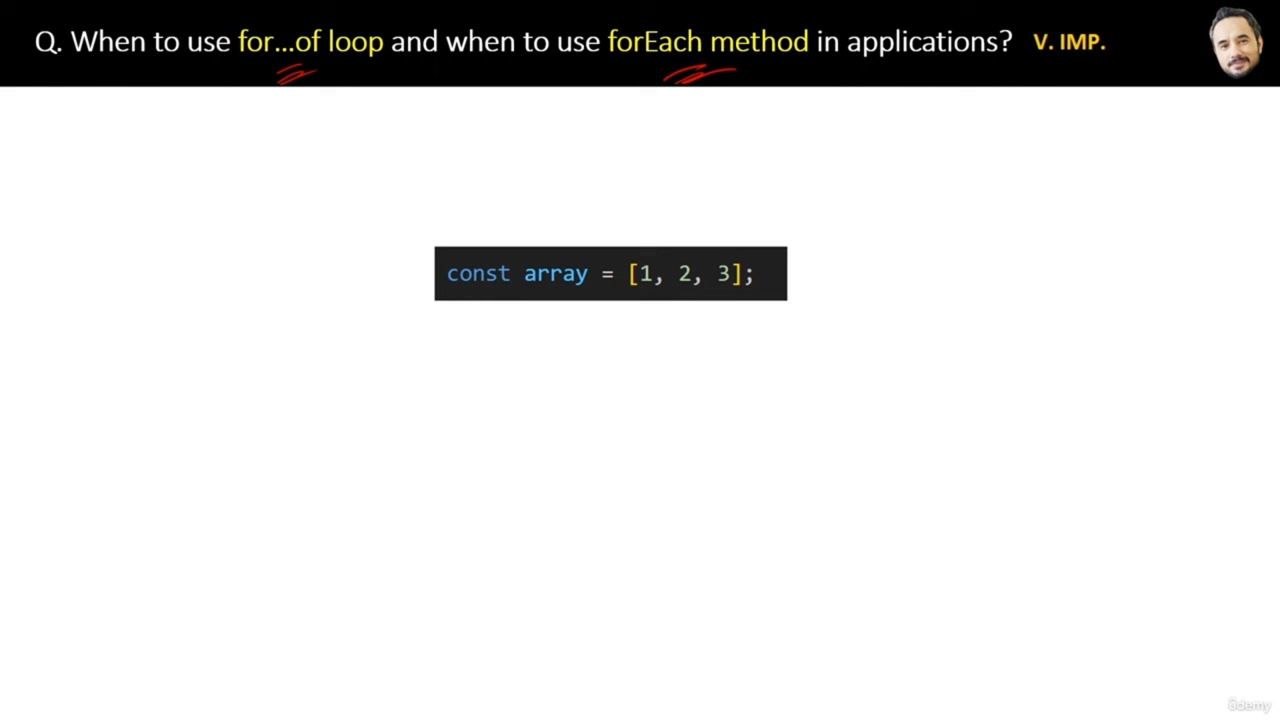 Q. When to use for...of loop and when to use forEach method in applications? V. IMP.
const array = [1, 2, 3];
ûdemy